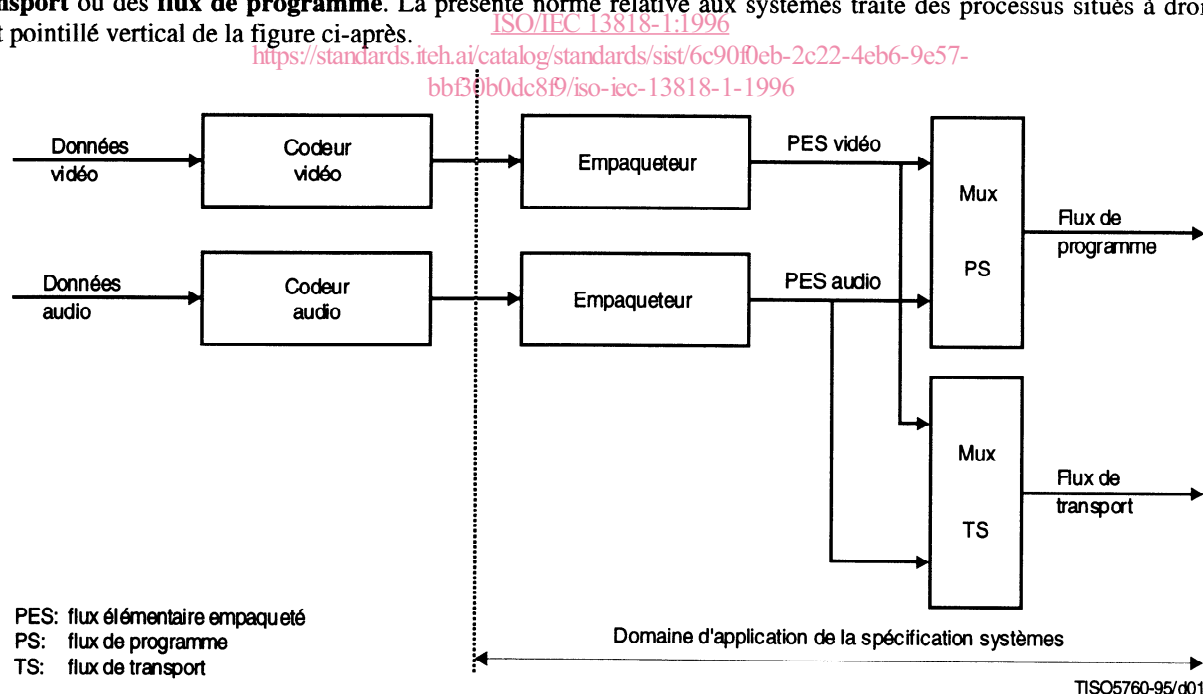 nsport ou des flux de programme. La présente norme relative aux systèmes traite des processus situés à droi
t pointillé vertical de la figure ci-après.
ISO/IEC 13818-1:1996
https://standards.iteh.ai/catalog/standards/sist/6c90f0eb-2c22-4eb6-9e57-
bbf30b0dc8f9/iso-iec-13818-1-1996
Données
vidéo
Codeur
vidéo
Empaqueteur
PES vidéo
Mux
PS
Flux de
programme
Données
audio
Codeur
audio
Empaqueteur
PES audio
Mux
TS
Flux de
transport
PES: flux élémentaire empaqueté
PS: flux de programme
TS: flux de transport
Domaine d'application de la spécification systèmes
TISO5760-95/d01